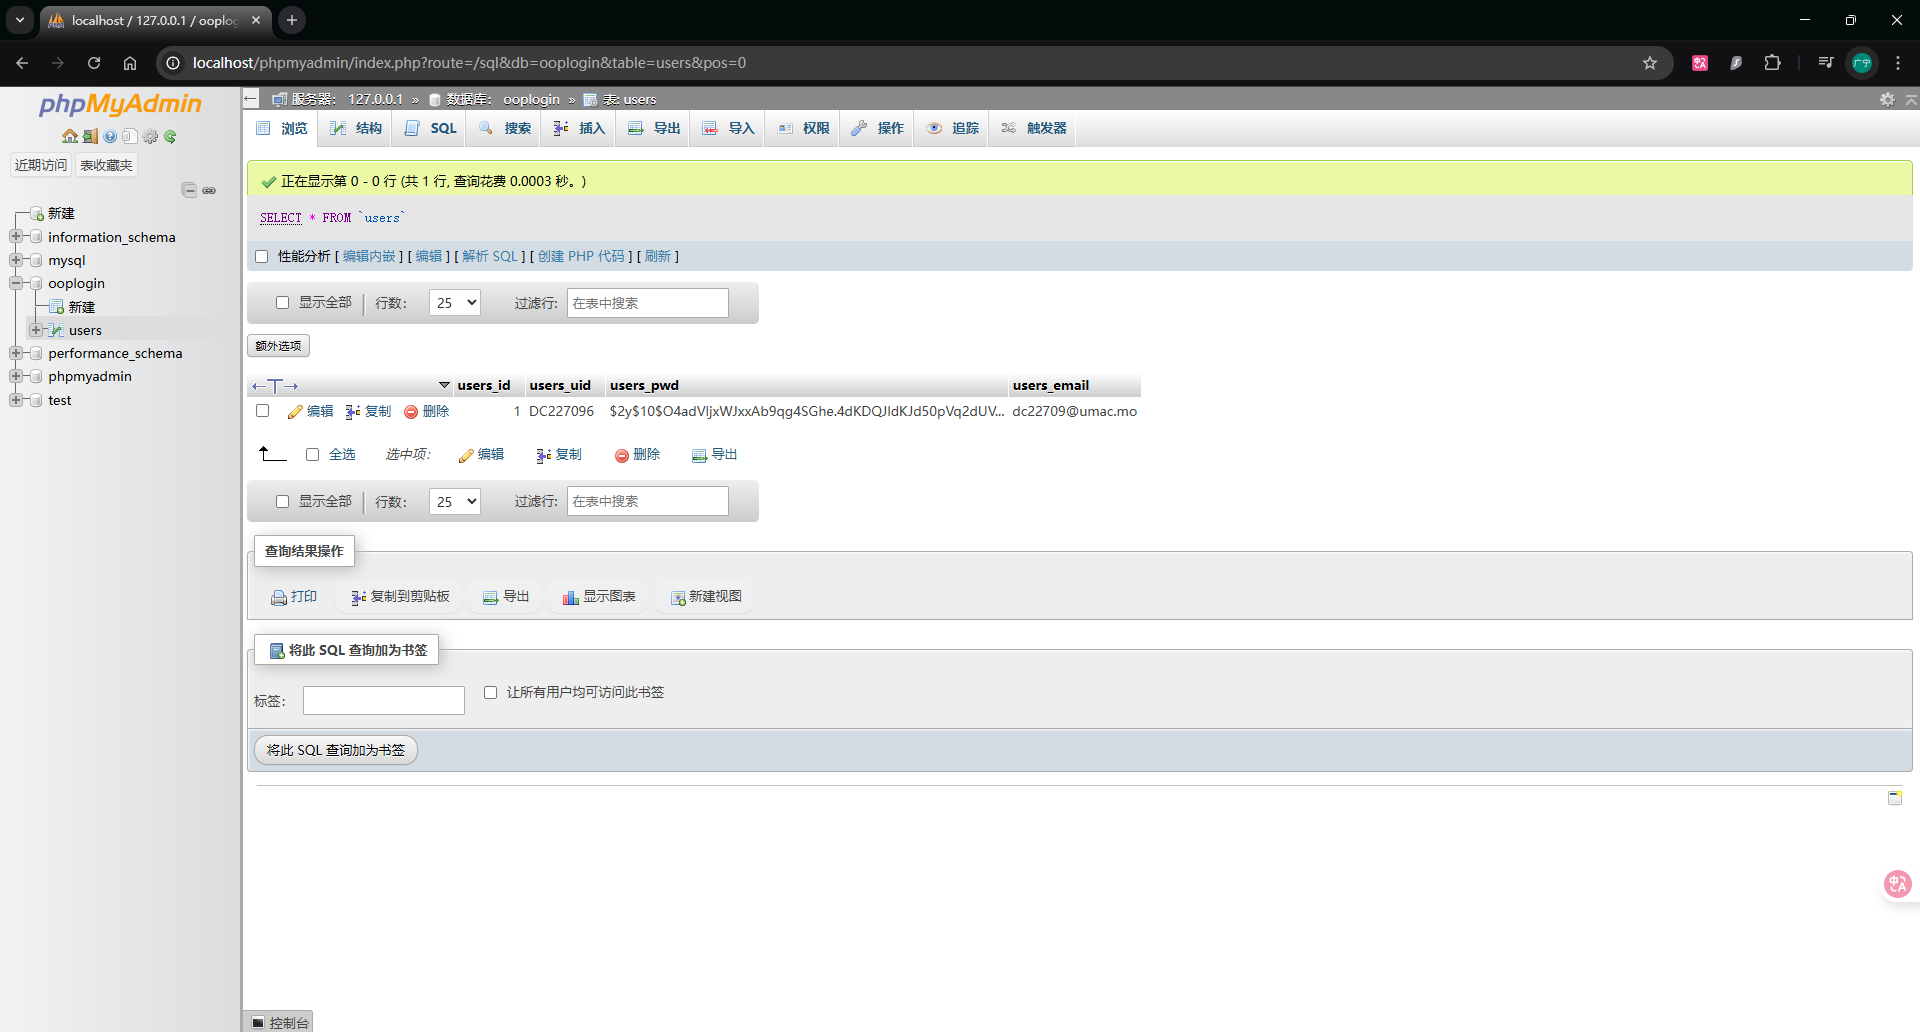 localhost / 127.0.0.1 / ooplog
localhost/phpmyadmin/index.php?route=/sql&db=ooplogin&table=users&pos=0
广宁
phpMyAdmin
近期访问 表收藏夹
新建
information_schema
mysql
ooplogin
新建
users
performance_schema
phpmyadmin
test
服务器: 127.0.0.1 » 数据库: ooplogin » 表: users
浏览 结构 SQL 搜索 插入 导出 导入 权限 操作 追踪 触发器
正在显示第 0 - 0 行 (共 1 行, 查询花费 0.0003 秒。)
SELECT * FROM `users`
性能分析 [ 编辑内嵌 ] [ 编辑 ] [ 解析 SQL ] [ 创建 PHP 代码 ] [ 刷新 ]
显示全部 行数: 25 过滤行: 在表中搜索
额外选项
←T→ users_id users_uid users_pwd users_email
编辑 复制 删除 1 DC227096 $2y$10$O4adVljxWJxxAb9qg4SGhe.4dKDQJldKJd50pVq2dUV... dc22709@umac.mo
全选 选中项: 编辑 复制 删除 导出
显示全部 行数: 25 过滤行: 在表中搜索
查询结果操作
打印 复制到剪贴板 导出 显示图表 新建视图
将此 SQL 查询加为书签
标签: 让所有用户均可访问此书签
将此 SQL 查询加为书签
控制台